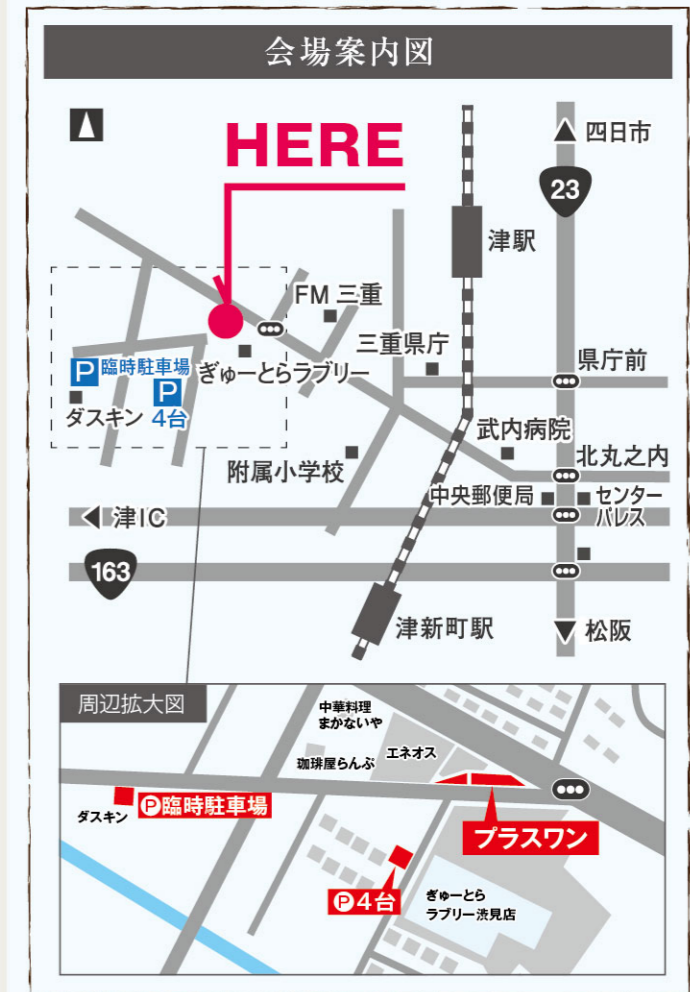 会場案内図
HERE
四日市
23
津駅
FM 三重
三重県庁
県庁前
P 臨時駐車場
ぎゅーとらラブリー
P
ダスキン
4台
武内病院
附属小学校
北丸之内
中央郵便局
センター
パレス
津IC
163
津新町駅
松阪
周辺拡大図
中華料理
まかないや
エネオス
珈琲屋らんぷ
ダスキン
P臨時駐車場
プラスワン
P4台
ぎゅーとら
ラブリー渋見店